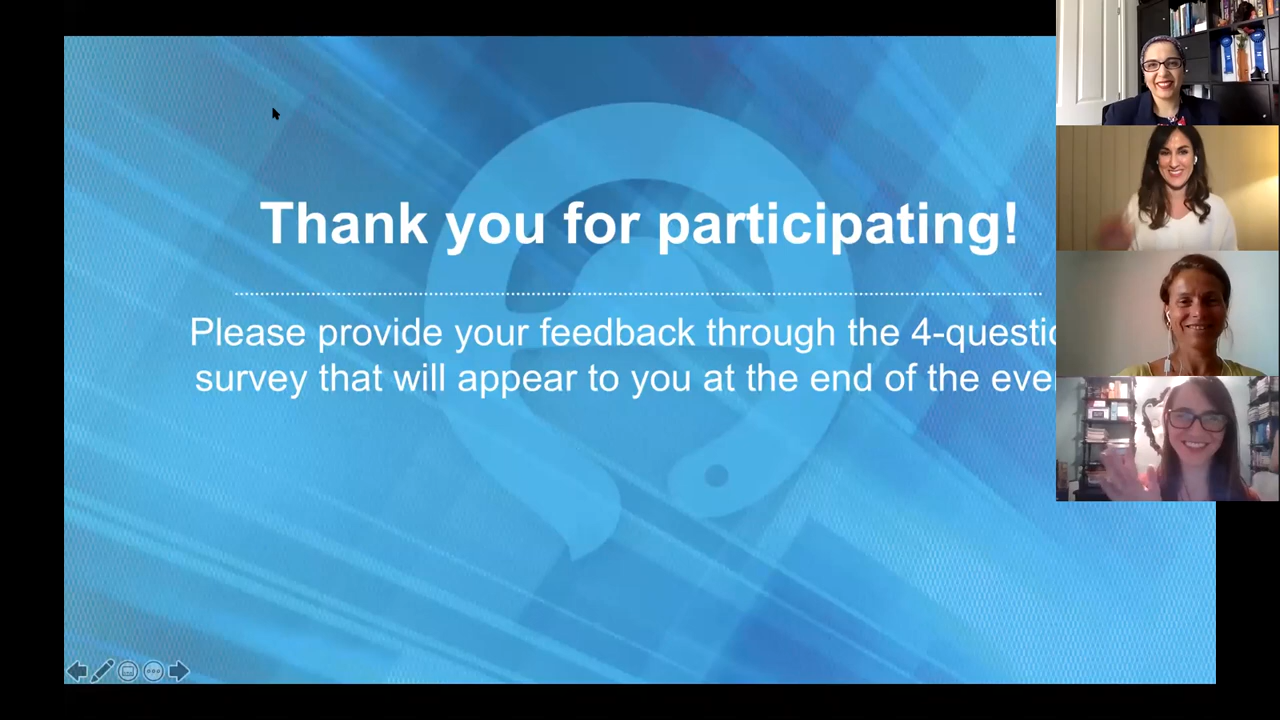 Thank you for participating!
Please provide your feedback through the 4-questio
survey that will appear to you at the end of the eve